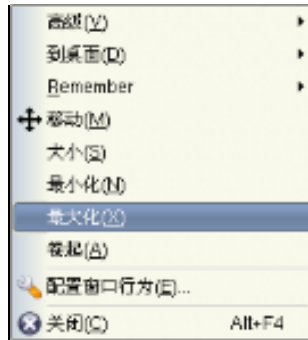 高级(V)
到桌面(D)
Remember
移动(M)
大小(S)
最小化(N)
最大化(X)
卷起(A)
配置窗口行为(E)...
关闭(C) Alt+F4